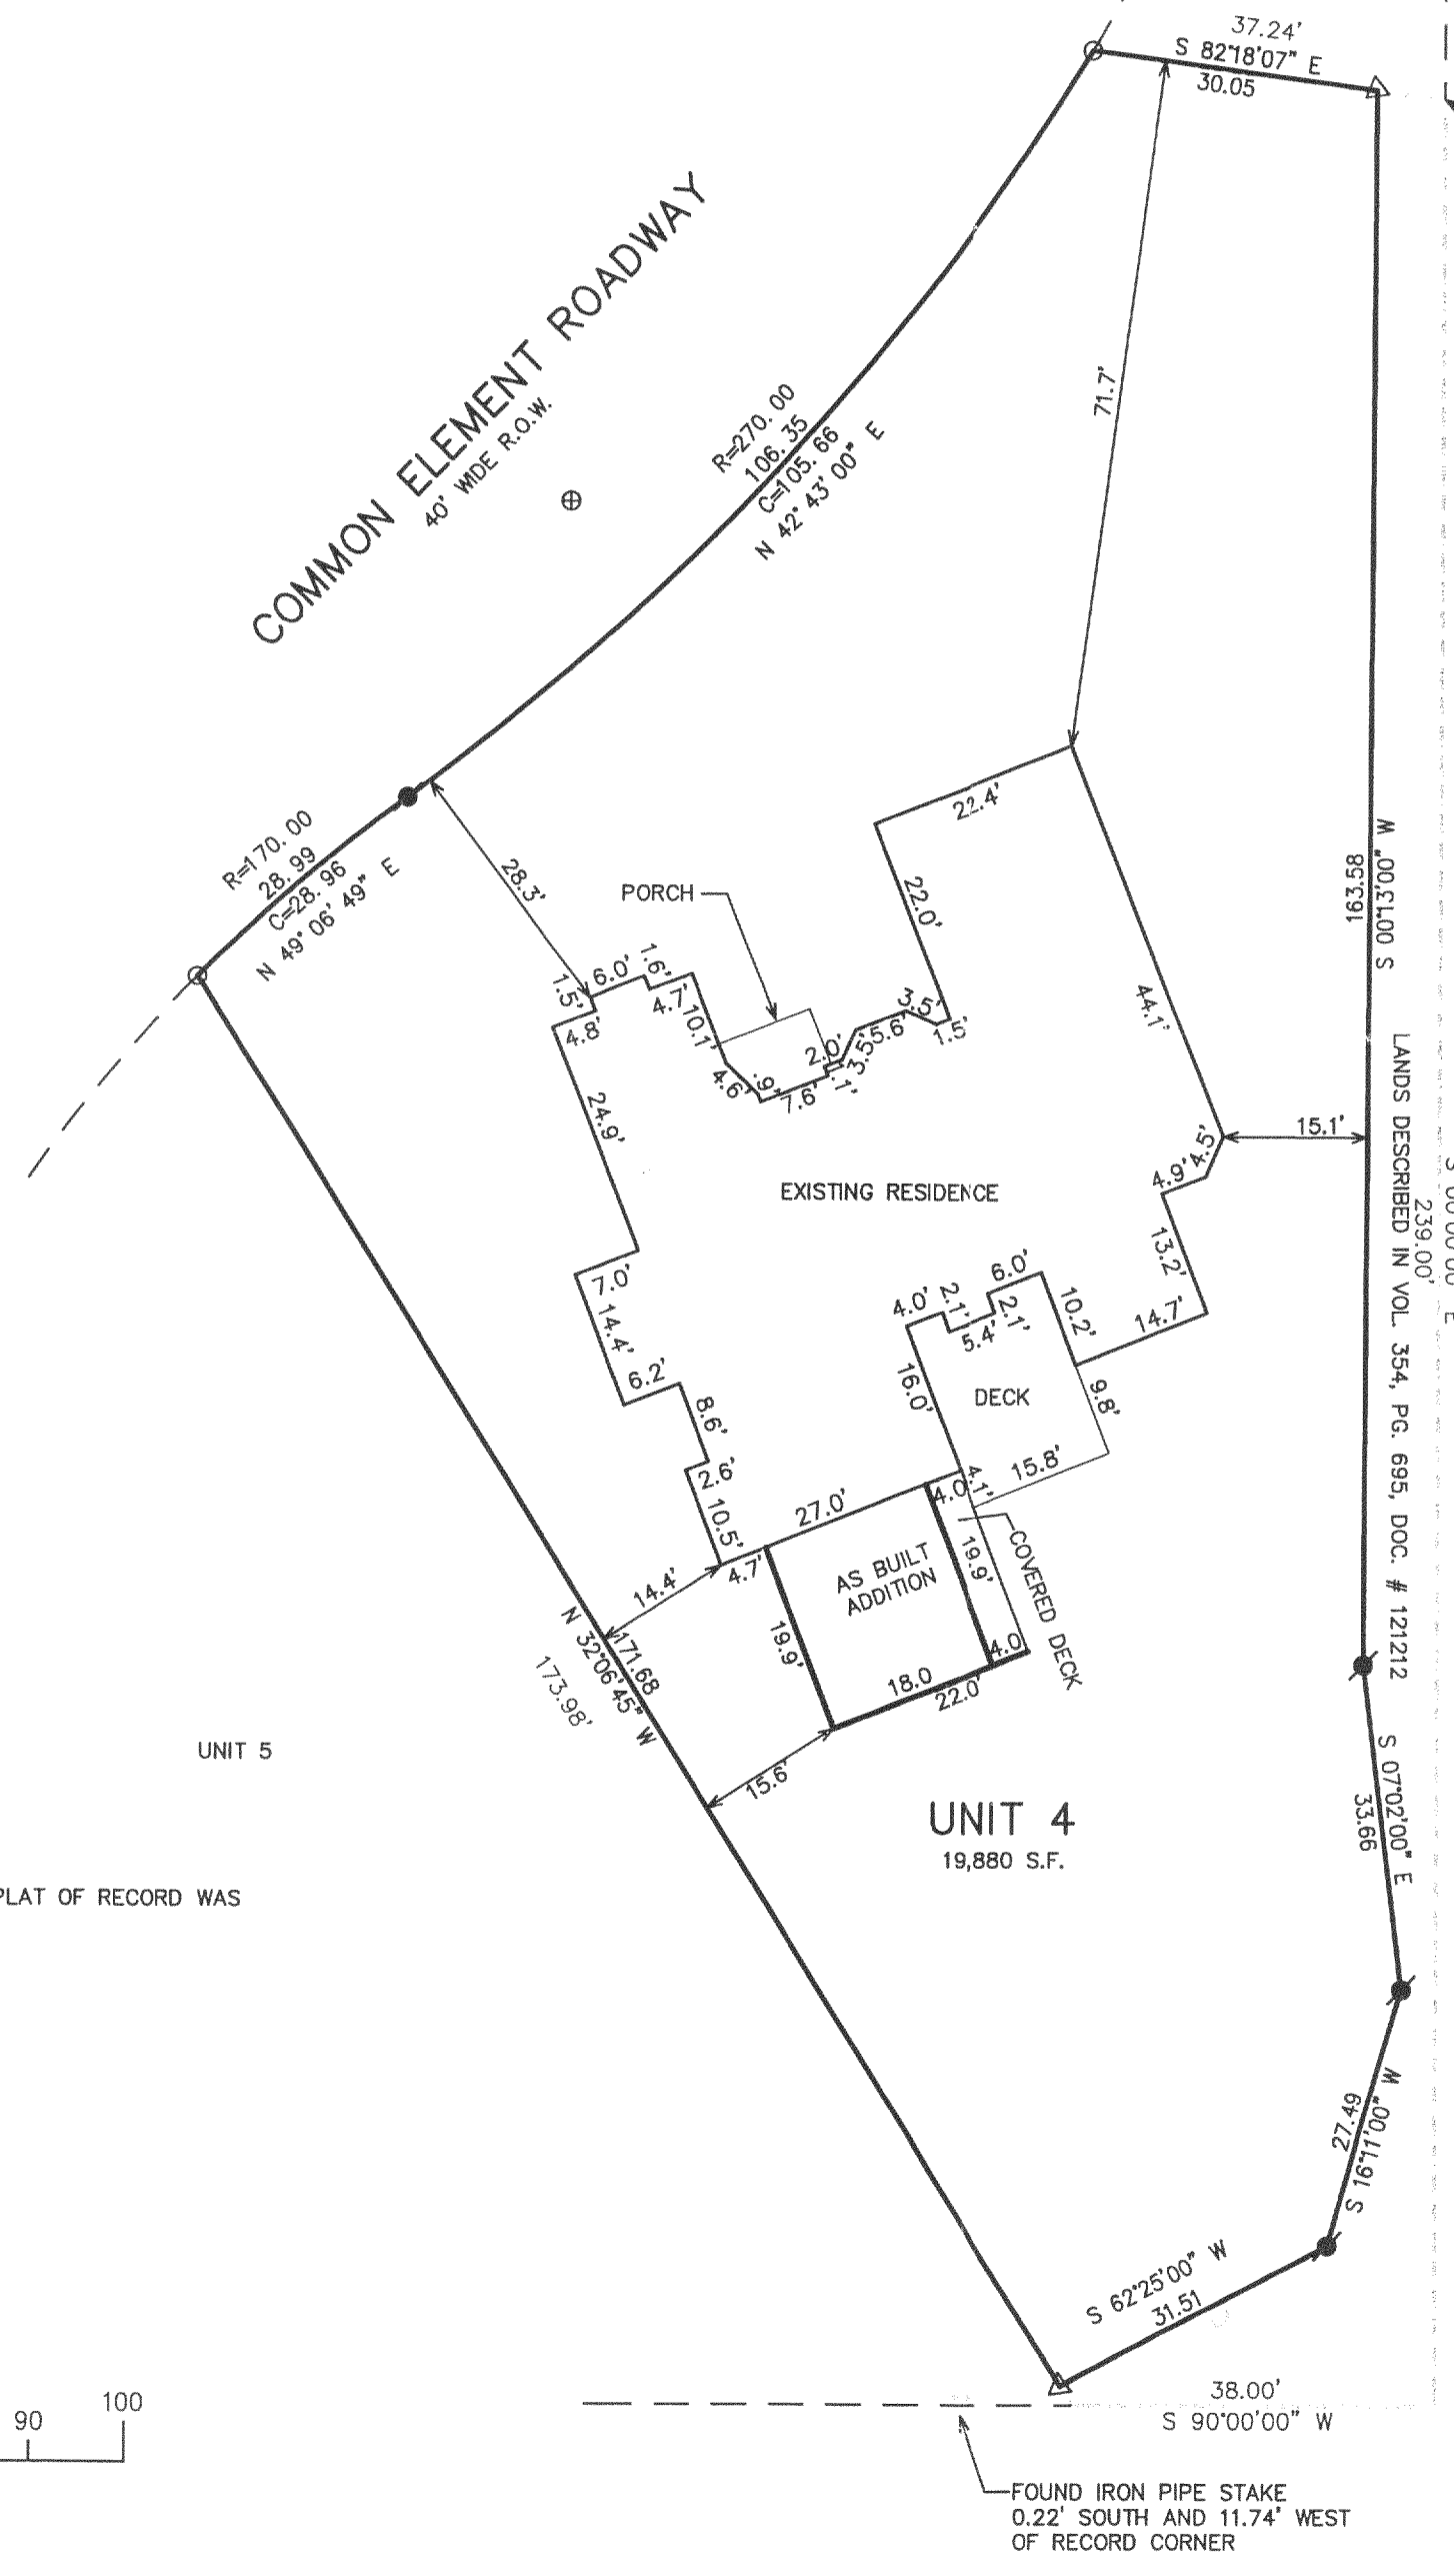 37.24'
S 82°18'07" E
30.05
COMMON ELEMENT ROADWAY
40' WIDE R.O.W.
71.7'
R=270.00
106.35
C=105.66
N 42°43'00" E
R=170.00
28.99
C=28.96
N 49°06'49" E
28.3'
22.4'
22.0'
PORCH
163.58
S 00°13'00" W
1.5'
6.0'
1.6'
4.7'
4.8'
10.1'
3.5'
1.5'
5.6'
3.5'
2.0'
.1'
7.6'
.9'
4.6'
44.1'
24.9'
15.1'
4.5'
4.9'
13.2'
14.7'
EXISTING RESIDENCE
LANDS DESCRIBED IN VOL. 354, PG. 695, DOC. # 121212
239.00'
7.0'
14.4'
6.2'
8.6'
2.6'
10.5'
4.0'
2.1'
5.4'
2.1'
6.0'
10.2'
16.0'
DECK
9.8'
15.8'
4.1'
27.0'
4.0
4.7'
14.4'
AS BUILT
ADDITION
19.9'
COVERED DECK
19.9'
4.0
18.0
22.0'
171.68
N 32°06'45" W
173.98'
15.6'
UNIT 5
UNIT 4
19,880 S.F.
S 07°02'00" E
33.66
PLAT OF RECORD WAS
27.49
S 16°11'00" W
S 62°25'00" W
31.51
38.00'
S 90°00'00" W
90
100
FOUND IRON PIPE STAKE
0.22' SOUTH AND 11.74' WEST
OF RECORD CORNER